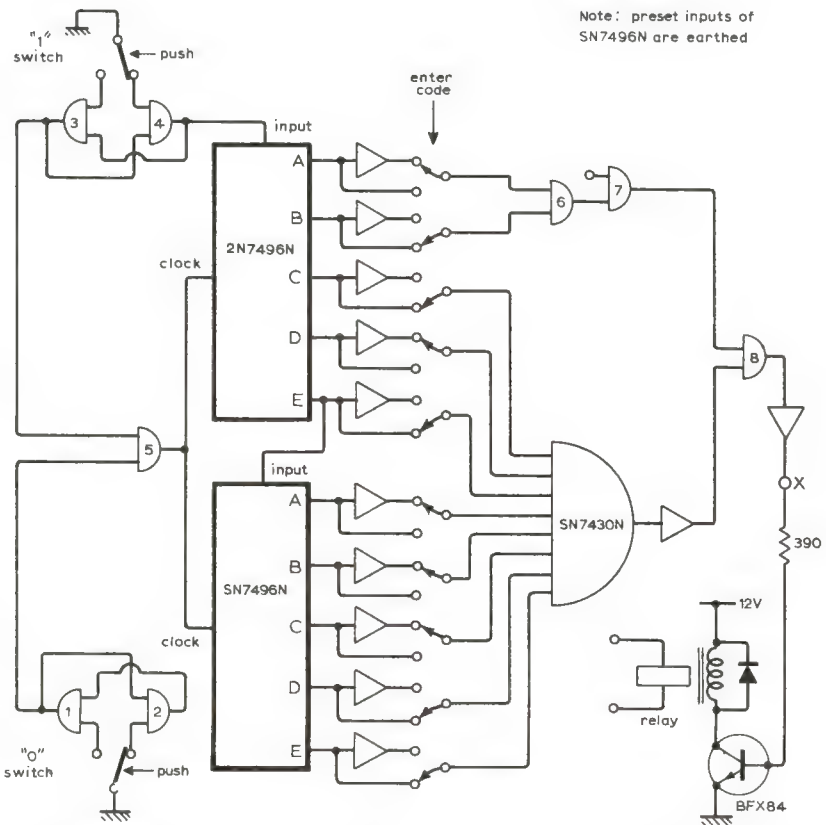 Note: preset inputs of
SN7496N are earthed
"1"
switch
push
enter
code
3
4
input
A
B
2N7496N
C
clock
D
E
6
7
8
5
input
A
B
SN7496N
C
clock
D
E
SN7430N
X
390
12V
relay
BFX84
1
2
"0"
switch
push